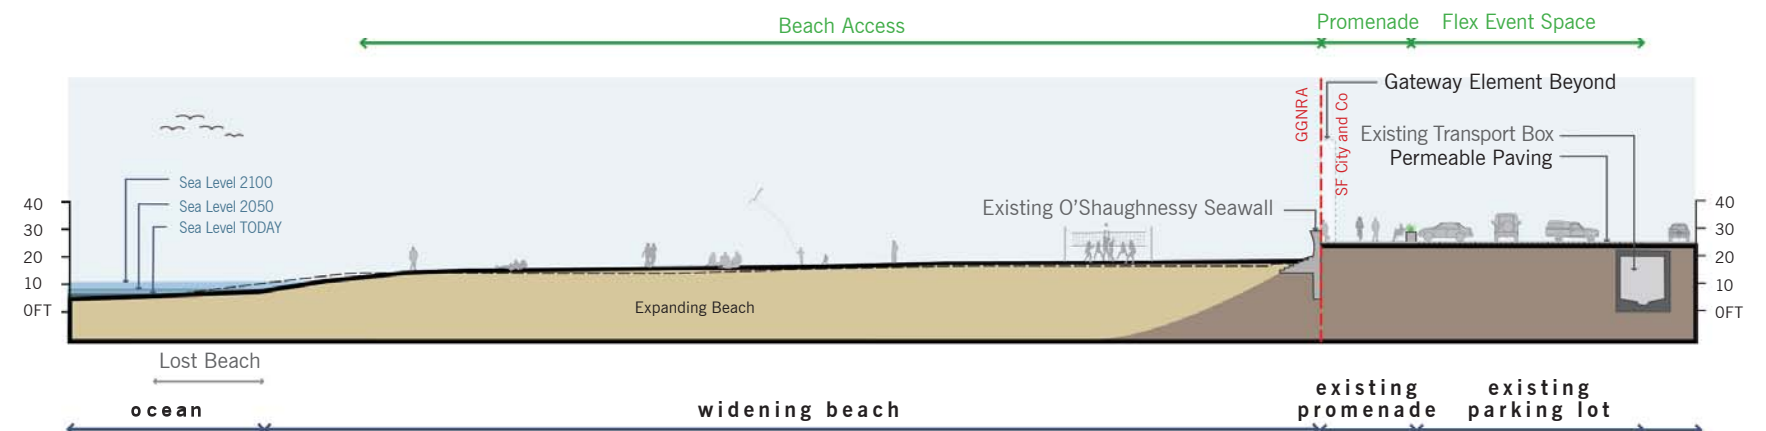 Beach Access
Promenade
Flex Event Space
Gateway Element Beyond
GGNRA
SF City and Co
Existing Transport Box
Permeable Paving
Sea Level 2100
Sea Level 2050
Sea Level TODAY
Existing O'Shaughnessy Seawall
40
30
20
10
0FT
40
30
20
10
0FT
Expanding Beach
Lost Beach
ocean
widening beach
existing
promenade
existing
parking lot